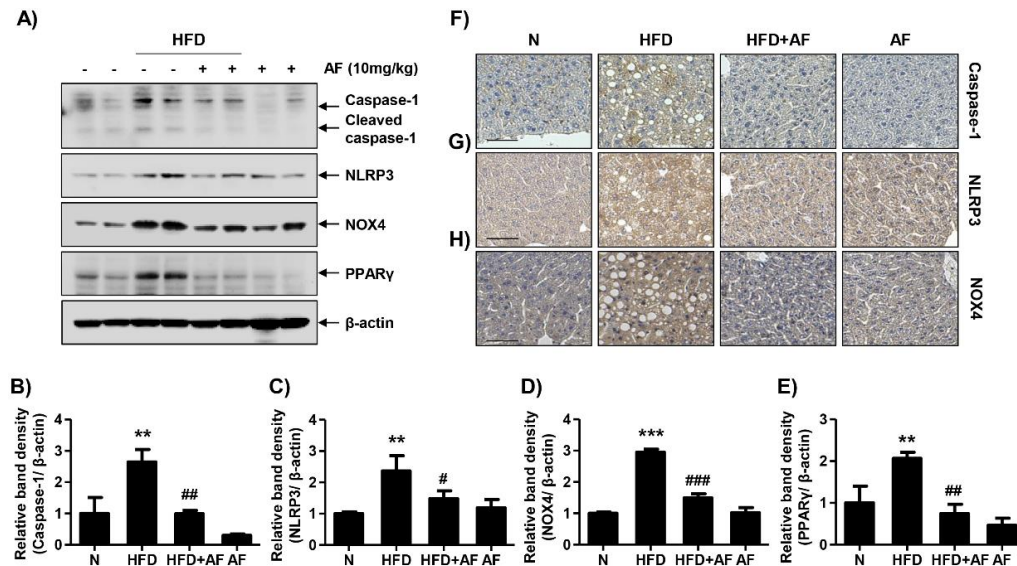 A)
HFD
- - - - + + + + AF (10mg/kg)
Caspase-1
Cleaved
caspase-1
NLRP3
NOX4
PPARγ
β-actin
F)
N HFD HFD+AF AF
Caspase-1
G)
NLRP3
H)
NOX4
B)
Relative band density
(Caspase-1/ β-actin)
4
3
2
1
0
**
##
N HFD HFD+AF AF
C)
Relative band density
(NLRP3/ β-actin)
4
3
2
1
0
**
#
N HFD HFD+AF AF
D)
Relative band density
(NOX4/ β-actin)
4
3
2
1
0
***
###
N HFD HFD+AF AF
E)
Relative band density
(PPARγ/ β-actin)
3
2
1
0
**
##
N HFD HFD+AF AF